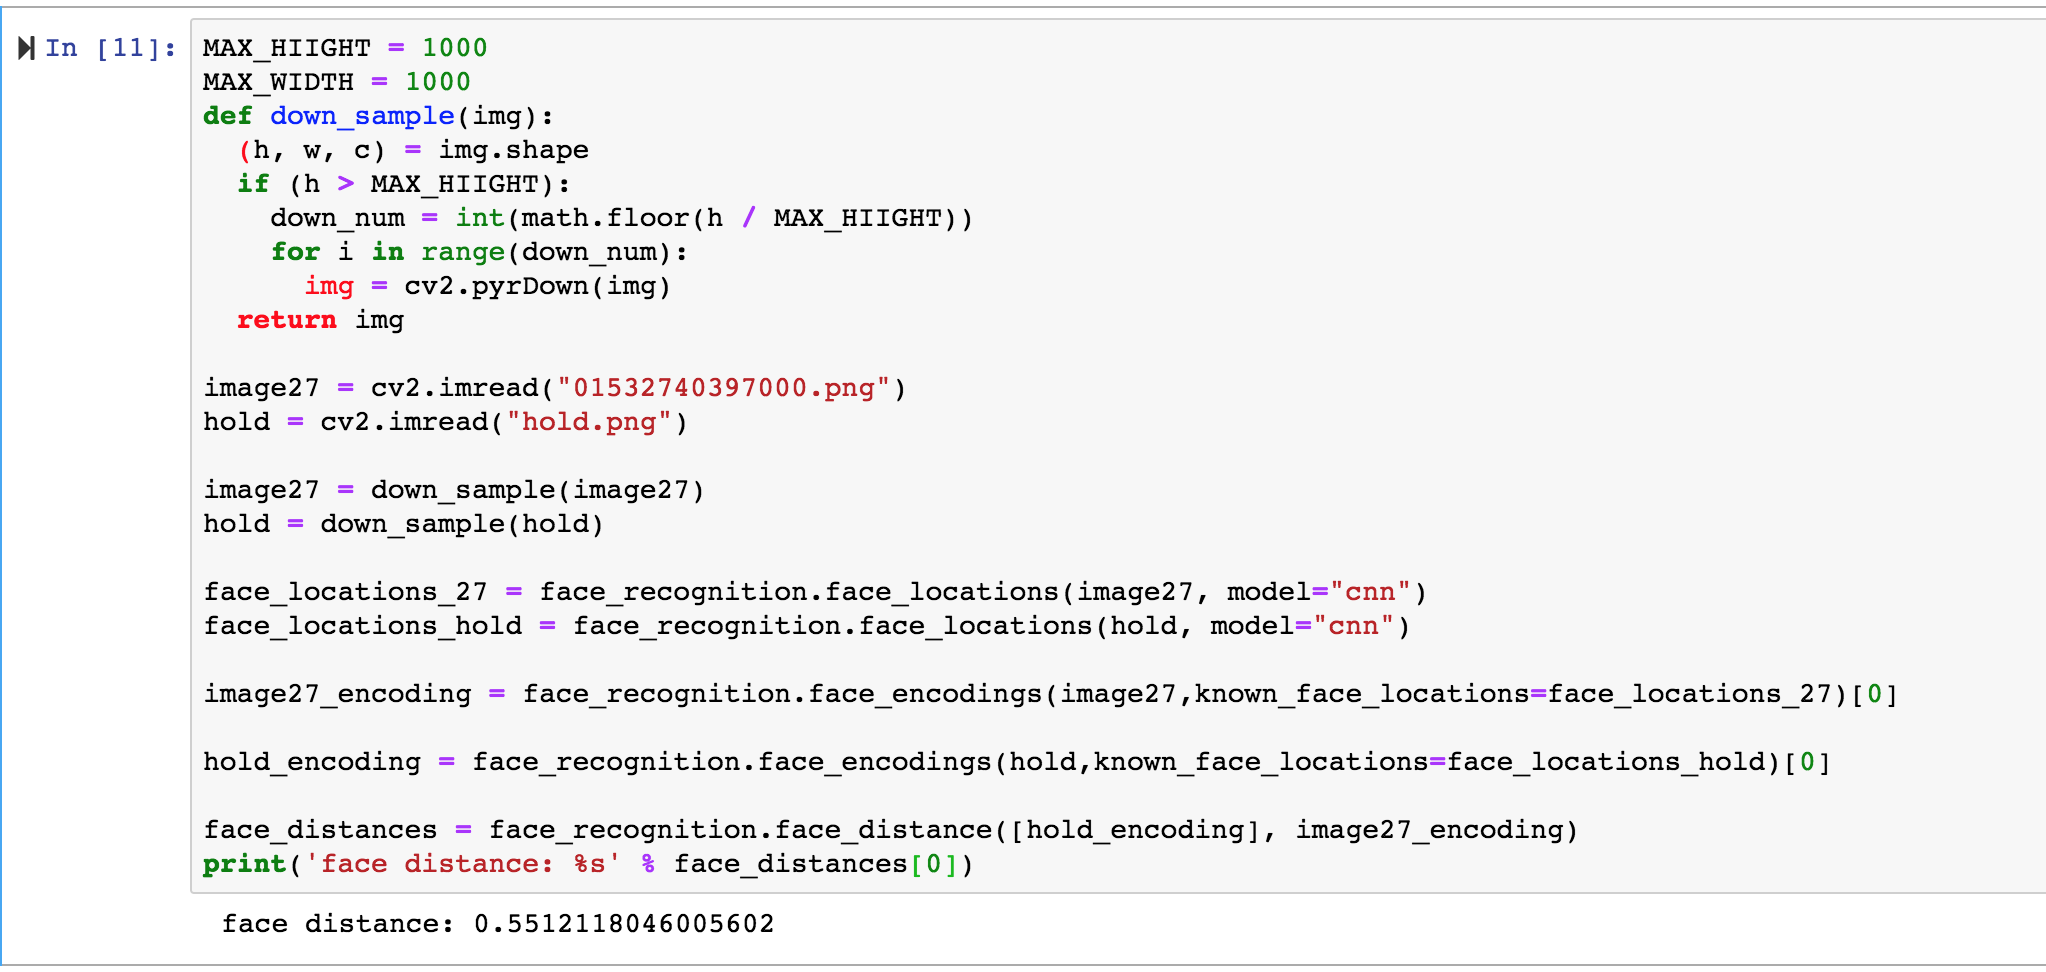 In [11]:
MAX_HIIGHT = 1000
MAX_WIDTH = 1000
def down_sample(img):
  (h, w, c) = img.shape
  if (h > MAX_HIIGHT):
    down_num = int(math.floor(h / MAX_HIIGHT))
    for i in range(down_num):
      img = cv2.pyrDown(img)
  return img

image27 = cv2.imread("01532740397000.png")
hold = cv2.imread("hold.png")

image27 = down_sample(image27)
hold = down_sample(hold)

face_locations_27 = face_recognition.face_locations(image27, model="cnn")
face_locations_hold = face_recognition.face_locations(hold, model="cnn")

image27_encoding = face_recognition.face_encodings(image27,known_face_locations=face_locations_27)[0]

hold_encoding = face_recognition.face_encodings(hold,known_face_locations=face_locations_hold)[0]

face_distances = face_recognition.face_distance([hold_encoding], image27_encoding)
print('face distance: %s' % face_distances[0])
face distance: 0.5512118046005602